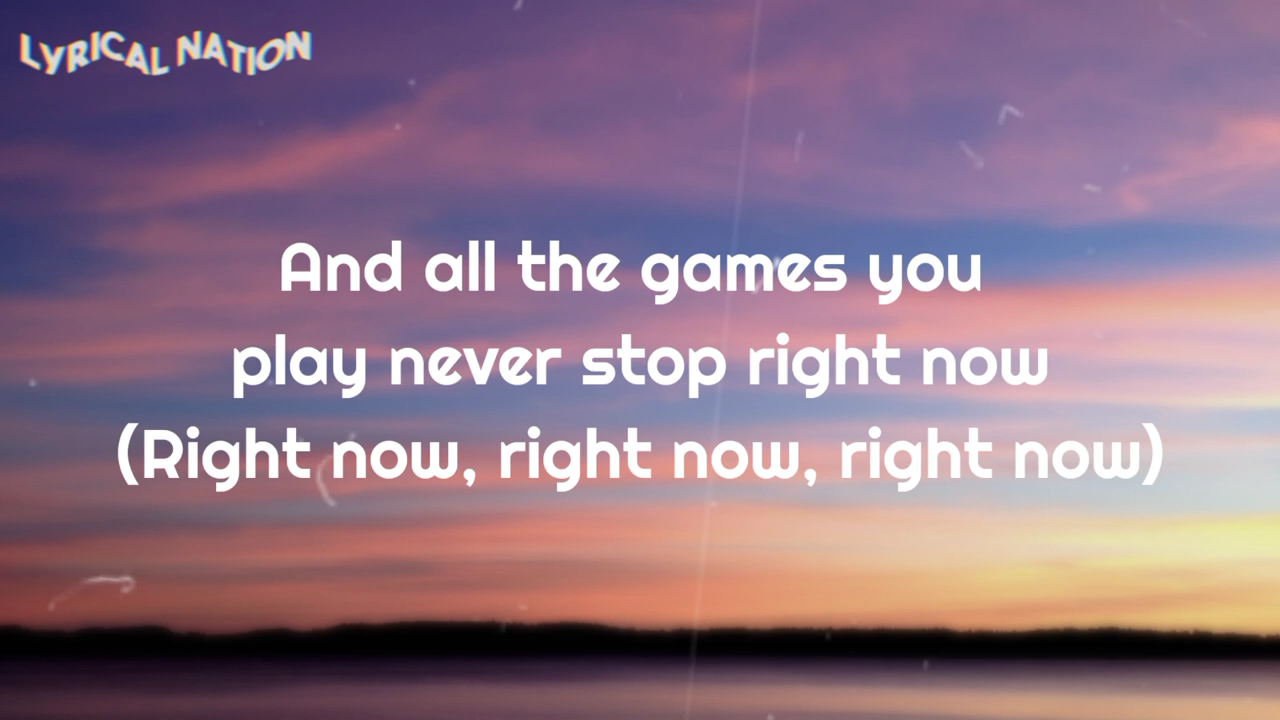 LYRICAL NATION
And all the games you
play never stop right now
(Right now, right now, right now)